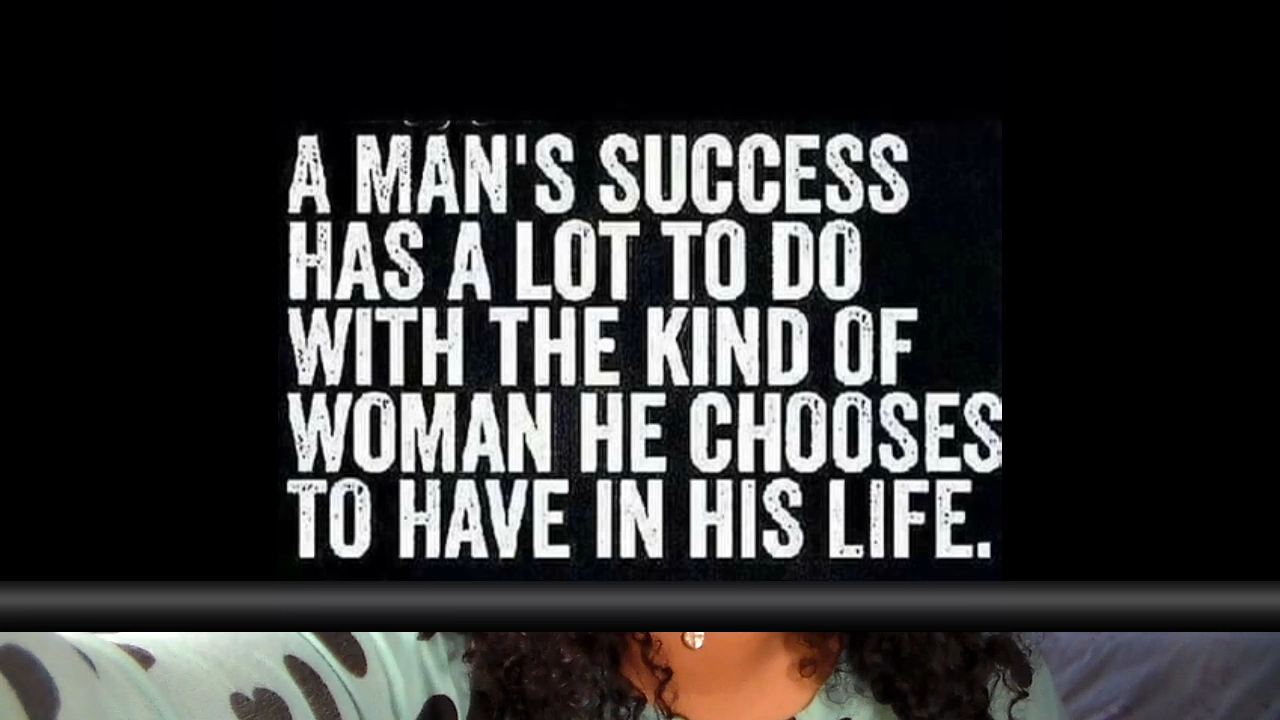 A MAN'S SUCCESS
HAS A LOT TO DO
WITH THE KIND OF
WOMAN HE CHOOSES
TO HAVE IN HIS LIFE.